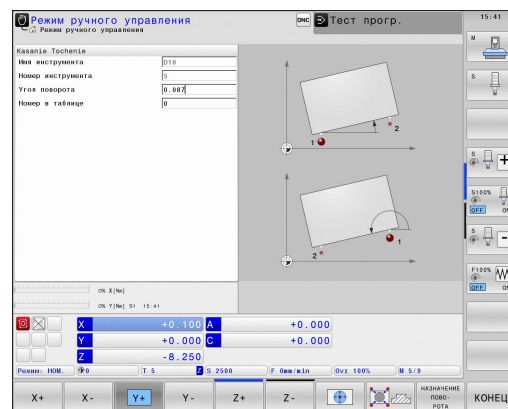 Режим ручного управления
Режим ручного управления
DNC
Тест прогр.
15:41
Kasanie Tochenie
Имя инструмента D10
Номер инструмента 5
Угол поворота 0.087
Номер в таблице 0
1
2
2
1
M
S
S
S100%
OFF ON
S
F100%
OFF ON
0% X[Nm]
0% Y[Nm] S1 15:41
X +0.100 A +0.000
Y +0.000 C +0.000
Z -8.250
Режим: НОМ. 0 T 5 Z S 2500 F 0mm/min Ovr 100% M 5/9
X+ X- Y+ Y- Z+ Z- НАЗНАЧЕНИЕ ПОВО-РОТА КОНЕЦ